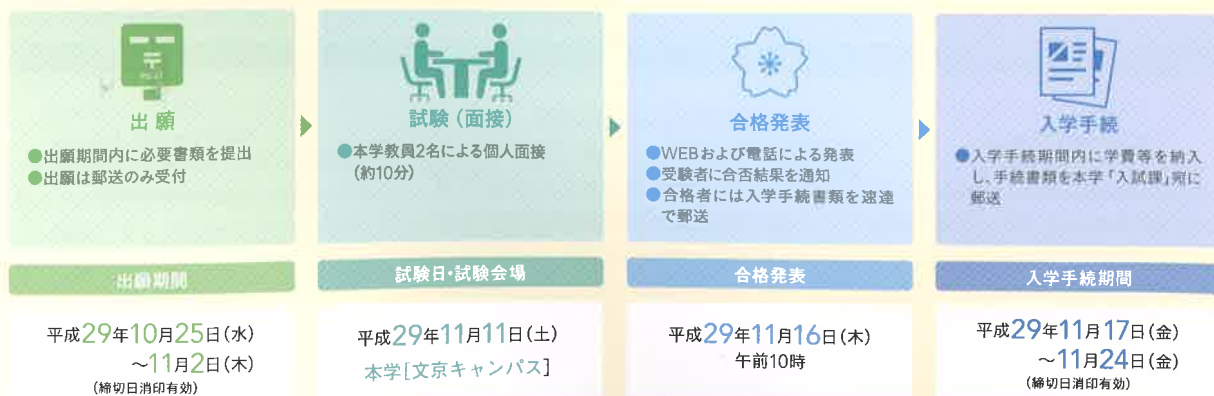 出願
●出願期間内に必要書類を提出
●出願は郵送のみ受付
出願期間
平成29年10月25日(水)
～11月2日(木)
(締切日消印有効)
試験(面接)
●本学教員2名による個人面接
(約10分)
試験日・試験会場
平成29年11月11日(土)
本学[文京キャンパス]
合格発表
●WEBおよび電話による発表
●受験者に合否結果を通知
●合格者には入学手続書類を速達
で郵送
合格発表
平成29年11月16日(木)
午前10時
入学手続
●入学手続期間内に学費等を納入
し、手続書類を本学「入試課」宛に
郵送
入学手続期間
平成29年11月17日(金)
～11月24日(金)
(締切日消印有効)